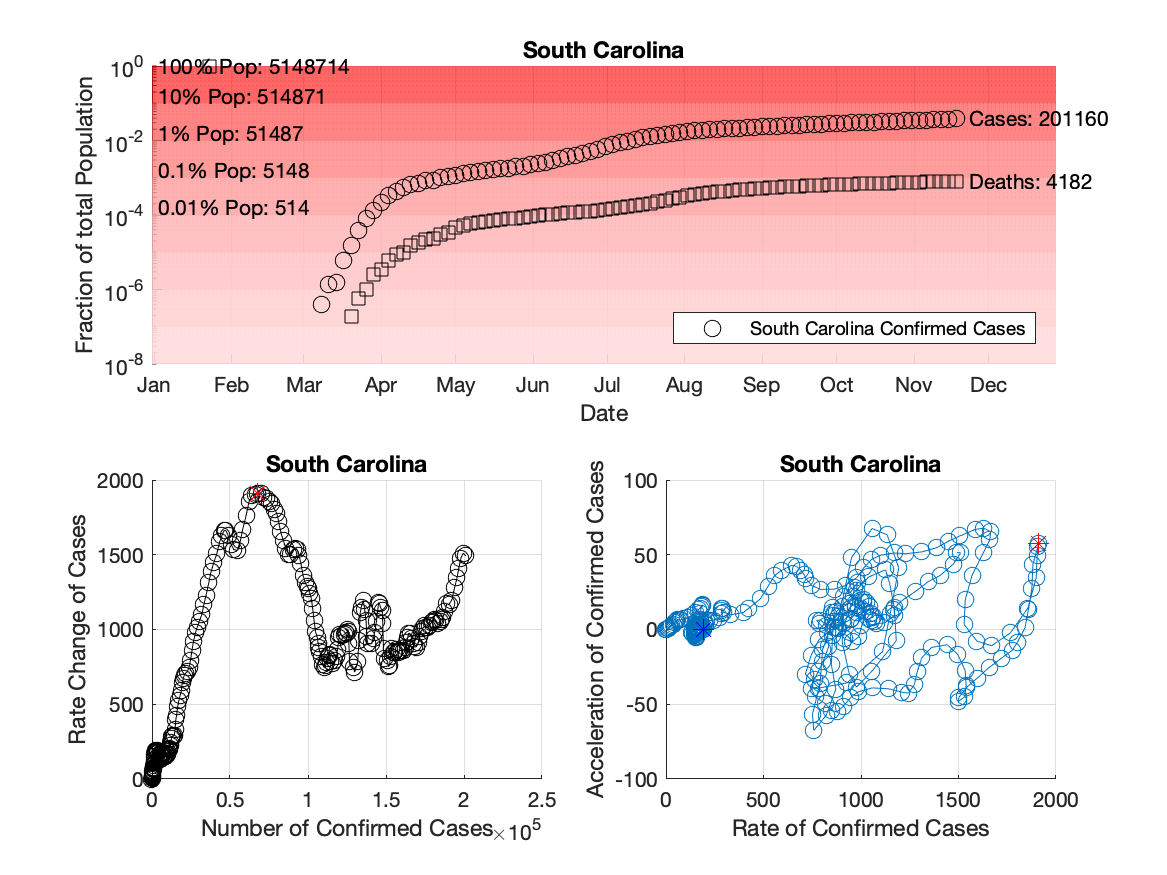 South Carolina
10^0
10^-2
10^-4
10^-6
10^-8
Fraction of total Population
100% Pop: 5148714
10% Pop: 514871
1% Pop: 51487
0.1% Pop: 5148
0.01% Pop: 514
Cases: 201160
Deaths: 4182
South Carolina Confirmed Cases
Jan Feb Mar Apr May Jun Jul Aug Sep Oct Nov Dec
Date
South Carolina
2000
1500
1000
500
0
Rate Change of Cases
0 0.5 1 1.5 2 2.5
Number of Confirmed Cases ×10^5
South Carolina
100
50
0
-50
-100
Acceleration of Confirmed Cases
0 500 1000 1500 2000
Rate of Confirmed Cases